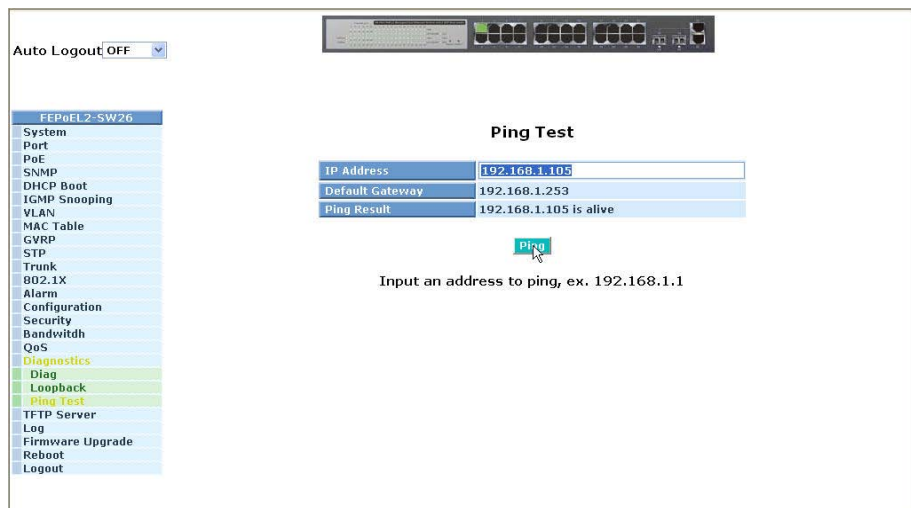 Auto Logout OFF
FEPoEL2-SW26
System
Port
PoE
SNMP
DHCP Boot
IGMP Snooping
VLAN
MAC Table
GVRP
STP
Trunk
802.1X
Alarm
Configuration
Security
Bandwitdh
QoS
Diagnostics
Diag
Loopback
Ping Test
TFTP Server
Log
Firmware Upgrade
Reboot
Logout
Ping Test
IP Address 192.168.1.105
Default Gateway 192.168.1.253
Ping Result 192.168.1.105 is alive
Ping
Input an address to ping, ex. 192.168.1.1